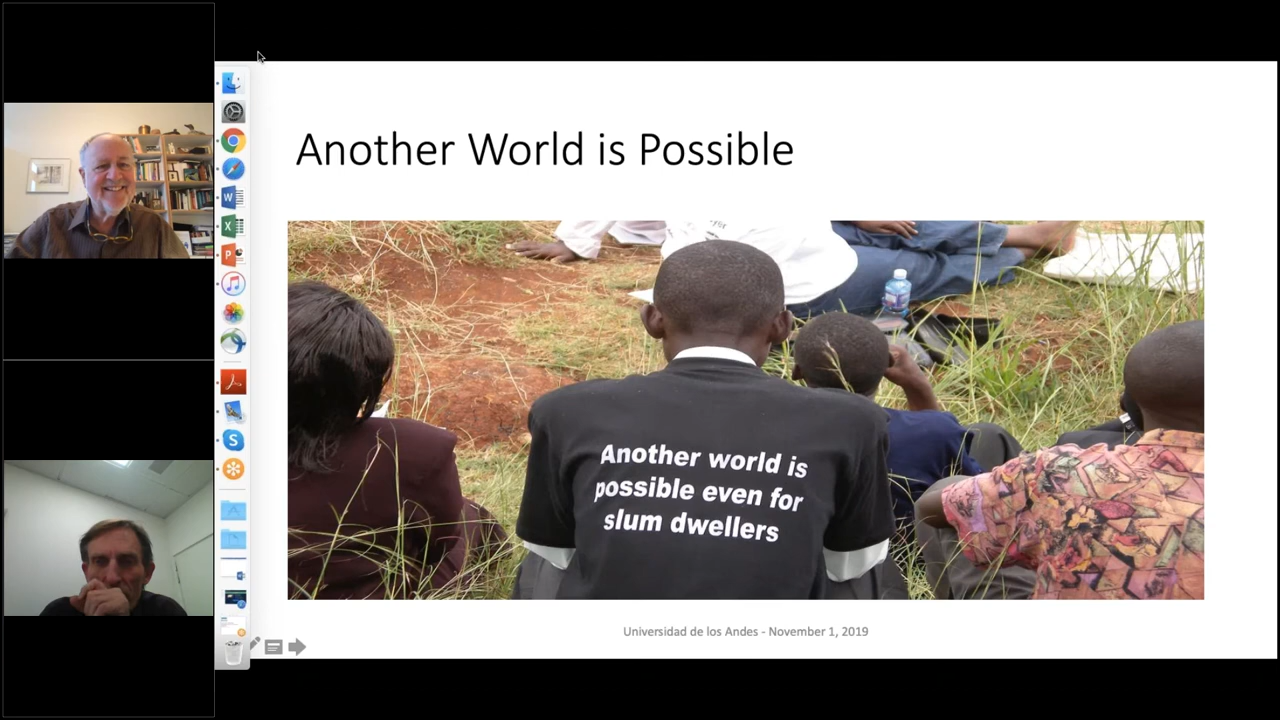 Another World is Possible
Another world is
possible even for
slum dwellers
Universidad de los Andes - November 1, 2019